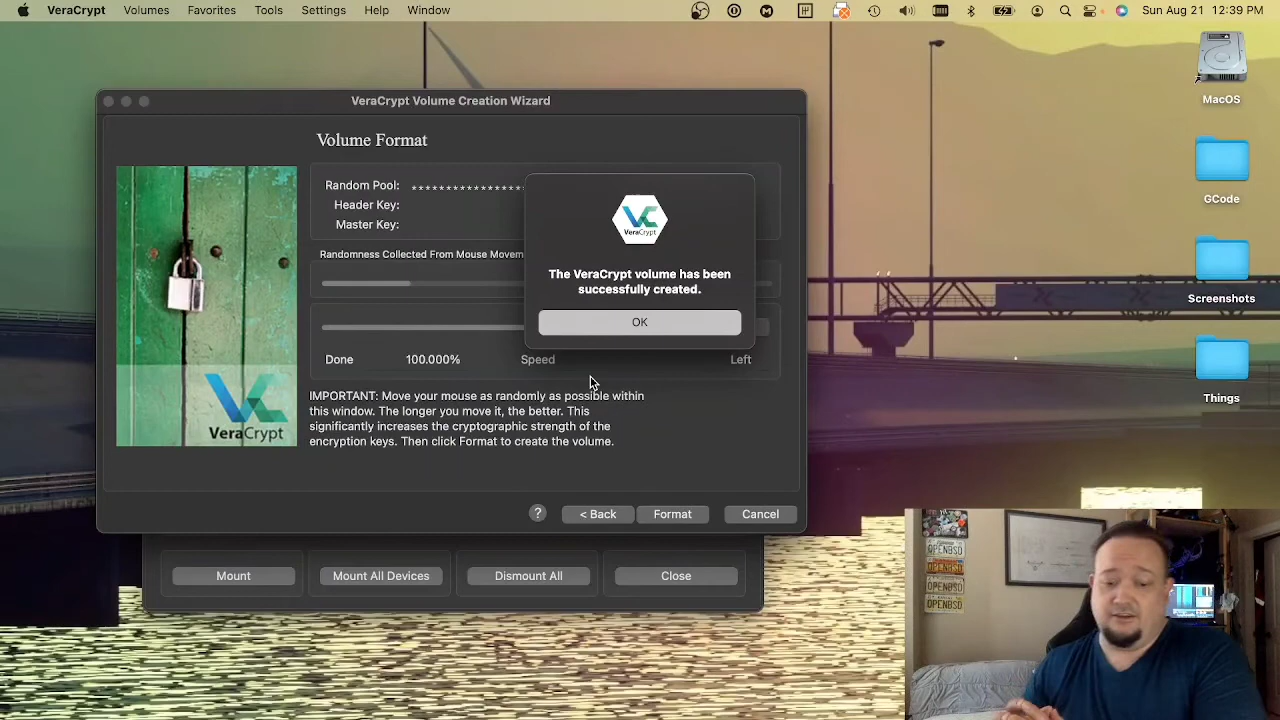 VeraCrypt Volumes Favorites Tools Settings Help Window Sun Aug 21 12:39 PM
MacOS
GCode
Screenshots
Things
VeraCrypt Volume Creation Wizard
Volume Format
Random Pool: *****************
Header Key:
Master Key:
Randomness Collected From Mouse Movem
Done 100.000% Speed Left
IMPORTANT: Move your mouse as randomly as possible within
this window. The longer you move it, the better. This
significantly increases the cryptographic strength of the
encryption keys. Then click Format to create the volume.
VeraCrypt
VeraCrypt
The VeraCrypt volume has been
successfully created.
OK
? < Back Format Cancel
Mount Mount All Devices Dismount All Close
OPENBSD
OPENBSD
OPENBSD
OPENBSD